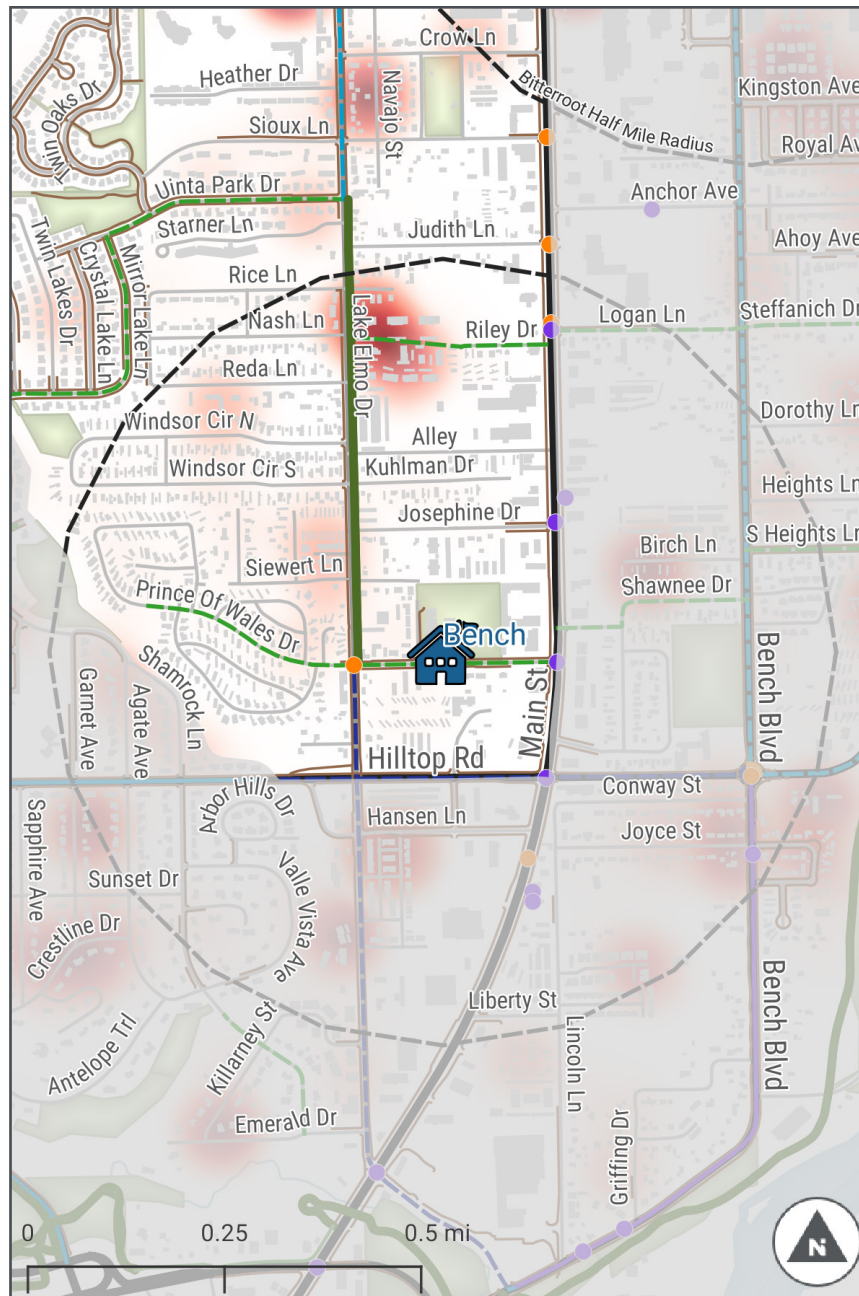 Crow Ln
Heather Dr
Navajo St
Twin Oaks Dr
Bitterroot Half Mile Radius
Kingston Ave
Sioux Ln
Royal Av
Uinta Park Dr
Anchor Ave
Starner Ln
Judith Ln
Ahoy Ave
Twin Lakes Dr
Crystal Lake Ln
Mirror Lake Ln
Rice Ln
Lake Elmo Dr
Nash Ln
Riley Dr
Logan Ln
Steffanich Dr
Reda Ln
Windsor Cir N
Dorothy Ln
Alley
Windsor Cir S
Kuhlman Dr
Heights Ln
Josephine Dr
S Heights Ln
Birch Ln
Siewert Ln
Shawnee Dr
Prince Of Wales Dr
Bench
Shamrock Ln
Garnet Ave
Agate Ave
Main St
Bench Blvd
Hilltop Rd
Conway St
Arbor Hills Dr
Hansen Ln
Joyce St
Sapphire Ave
Sunset Dr
Valle Vista Ave
Crestline Dr
Liberty St
Lincoln Ln
Bench Blvd
Antelope Trl
Killarney St
Emerald Dr
Griffing Dr
0 0.25 0.5 mi
N